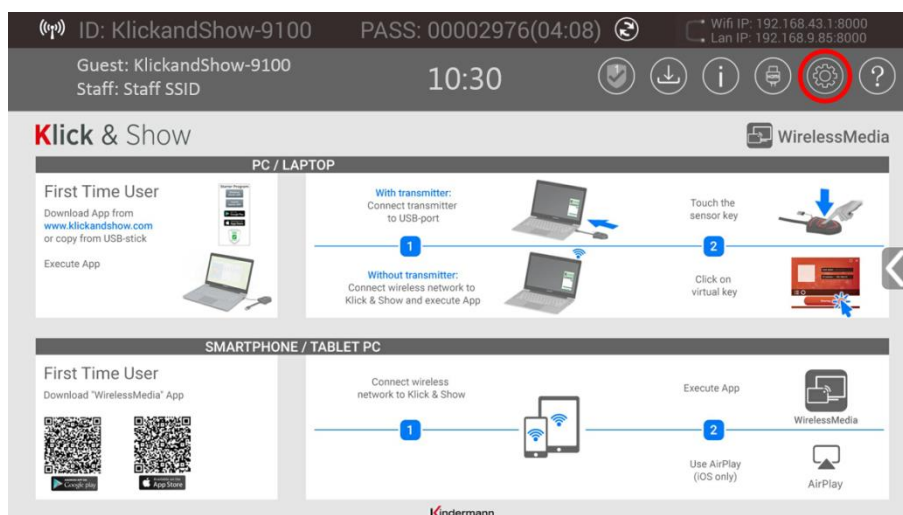 ID: KlickandShow-9100
PASS: 00002976(04:08)
Wifi IP: 192.168.43.1:8000
Lan IP: 192.168.9.85:8000
Guest: KlickandShow-9100
Staff: Staff SSID
10:30
Klick & Show
WirelessMedia
PC / LAPTOP
First Time User
Download App from
www.klickandshow.com
or copy from USB-stick
Execute App
With transmitter:
Connect transmitter
to USB-port
1
Without transmitter:
Connect wireless network to
Klick & Show and execute App
Touch the
sensor key
2
Click on
virtual key
SMARTPHONE / TABLET PC
First Time User
Download "WirelessMedia" App
Google play
App Store
Connect wireless
network to Klick & Show
1
Execute App
2
Use AirPlay
(iOS only)
WirelessMedia
AirPlay
Kindermann